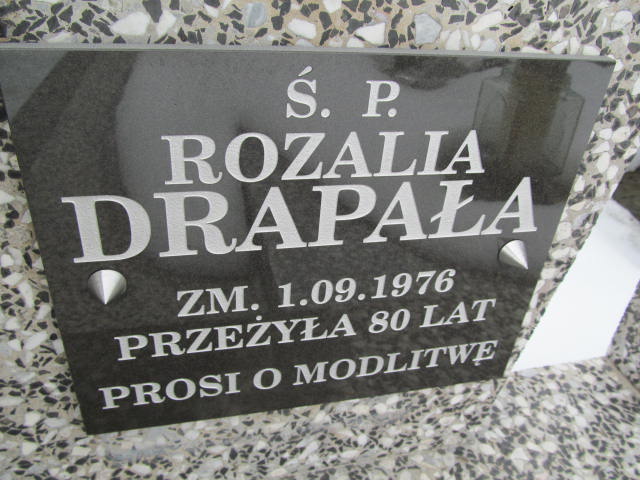 Ś. P.
ROZALIA
DRAPAŁA
ZM. 1.09.1976
PRZEŻYŁA 80 LAT
PROSI O MODLITWĘ